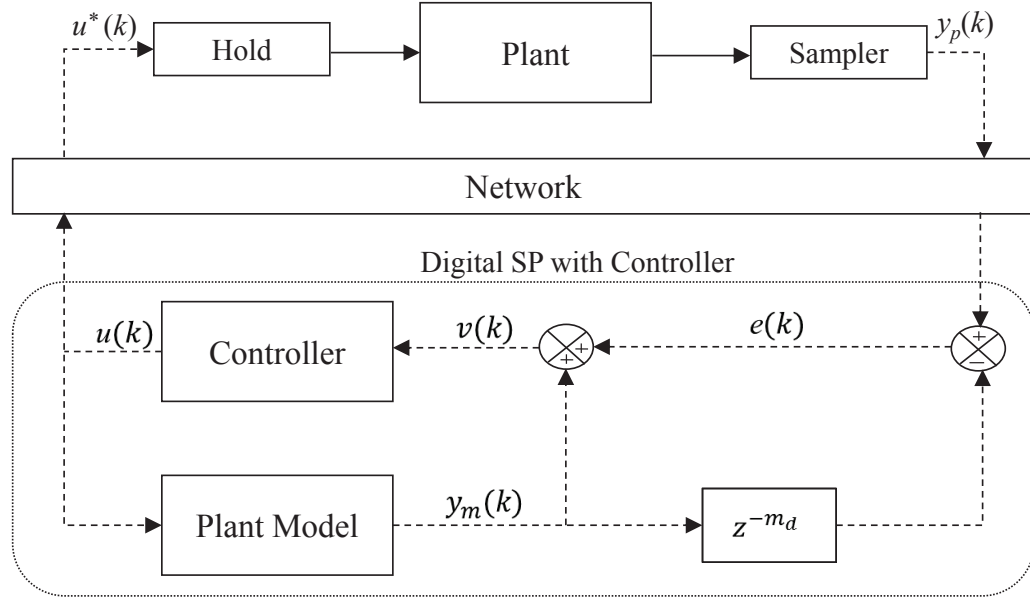 u*(k)
Hold
Plant
Sampler
y_p(k)
Network
Digital SP with Controller
u(k)
Controller
v(k)
+
+
e(k)
+
−
Plant Model
y_m(k)
z^{-m_d}